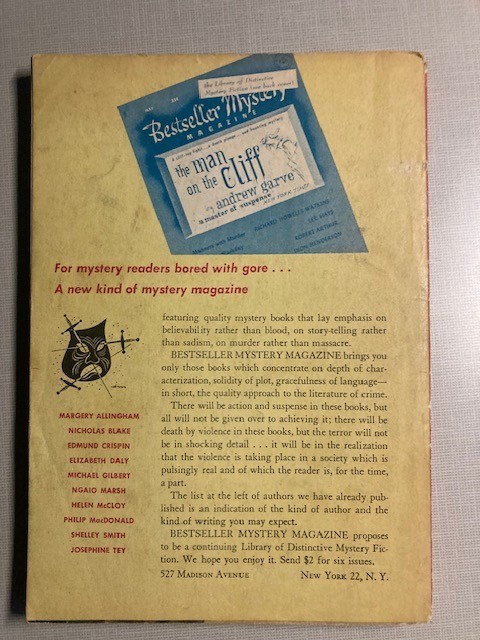 the Library of Distinctive
Mystery Fiction (see back cover)
MAY 35¢
Bestseller Mystery
MAGAZINE
the man
on the Cliff
by andrew garve
a master of suspense
NEW YORK TIMES
RICHARD HOWELLS WATKINS
LEE HAYS
ROBERT ARTHUR
For mystery readers bored with gore . . .
A new kind of mystery magazine
featuring quality mystery books that lay emphasis on
believability rather than blood, on story-telling rather
than sadism, on murder rather than massacre.
BESTSELLER MYSTERY MAGAZINE brings you
only those books which concentrate on depth of char-
acterization, solidity of plot, gracefulness of language—
in short, the quality approach to the literature of crime.
There will be action and suspense in these books, but
all will not be given over to achieving it; there will be
death by violence in these books, but the terror will not
be in shocking detail . . . it will be in the realization
that the violence is taking place in a society which is
pulsingly real and of which the reader is, for the time,
a part.
The list at the left of authors we have already pub-
lished is an indication of the kind of author and the
kind of writing you may expect.
BESTSELLER MYSTERY MAGAZINE proposes
to be a continuing Library of Distinctive Mystery Fic-
tion. We hope you enjoy it. Send $2 for six issues.
527 MADISON AVENUE NEW YORK 22, N. Y.
MARGERY ALLINGHAM
NICHOLAS BLAKE
EDMUND CRISPIN
ELIZABETH DALY
MICHAEL GILBERT
NGAIO MARSH
HELEN McCLOY
PHILIP MacDONALD
SHELLEY SMITH
JOSEPHINE TEY